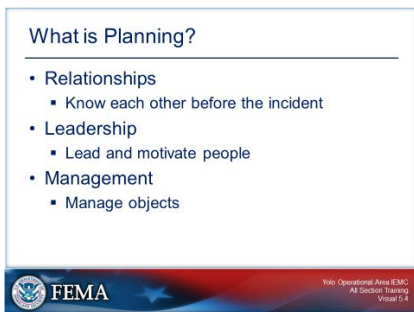 What is Planning?
• Relationships
▪ Know each other before the incident
• Leadership
▪ Lead and motivate people
• Management
▪ Manage objects
FEMA
Yolo Operational Area IEMC
All Section Training
Visual 5.4